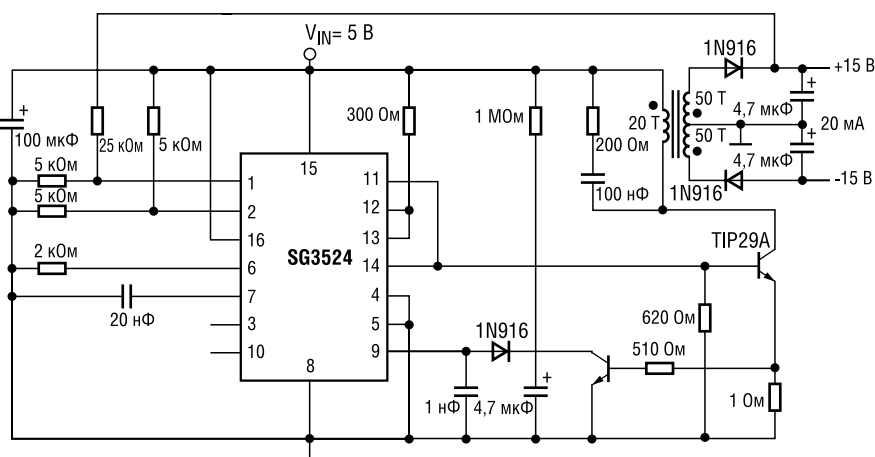 V_IN= 5 В
1N916
+15 В
+
100 мкФ
25 кОм
5 кОм
300 Ом
1 МОм
200 Ом
100 нФ
20 Т
50 Т
50 Т
4,7 мкФ
+
20 мА
4,7 мкФ
+
1N916
-15 В
5 кОм
5 кОм
2 кОм
20 нФ
15
1
2
16
6
7
3
10
8
SG3524
11
12
13
14
4
5
9
TIP29A
620 Ом
510 Ом
1N916
1 нФ
4,7 мкФ
+
1 Ом